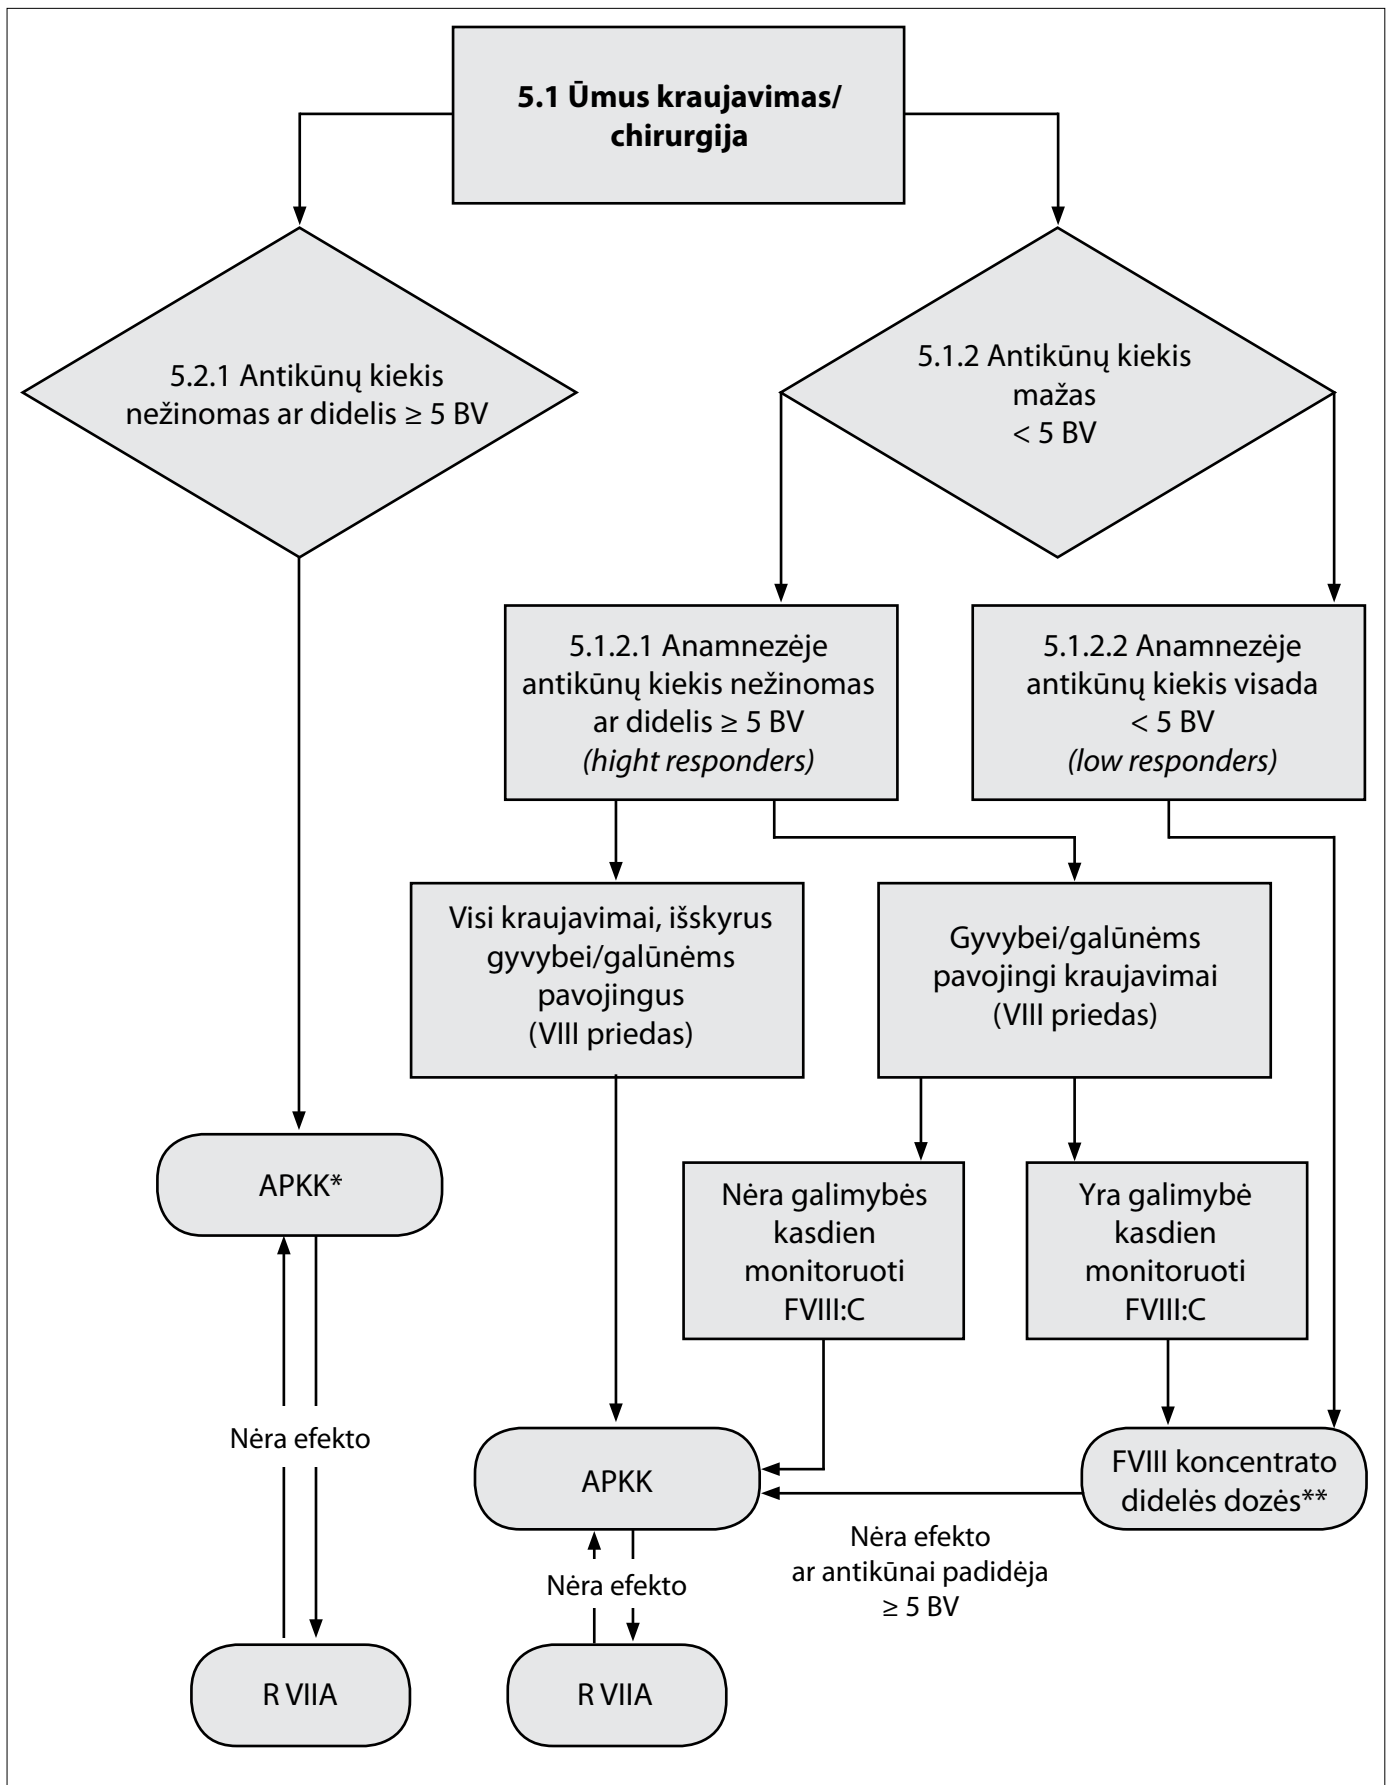 5.1 Ūmus kraujavimas/
chirurgija
5.2.1 Antikūnų kiekis
nežinomas ar didelis ≥ 5 BV
5.1.2 Antikūnų kiekis
mažas
< 5 BV
5.1.2.1 Anamnezėje
antikūnų kiekis nežinomas
ar didelis ≥ 5 BV
(hight responders)
5.1.2.2 Anamnezėje
antikūnų kiekis visada
< 5 BV
(low responders)
Visi kraujavimai, išskyrus
gyvybei/galūnėms
pavojingus
(VIII priedas)
Gyvybei/galūnėms
pavojingi kraujavimai
(VIII priedas)
APKK*
Nėra galimybės
kasdien
monitoruoti
FVIII:C
Yra galimybė
kasdien
monitoruoti
FVIII:C
Nėra efekto
APKK
FVIII koncentrato
didelės dozės**
Nėra efekto
ar antikūnai padidėja
≥ 5 BV
Nėra efekto
R VIIA
R VIIA